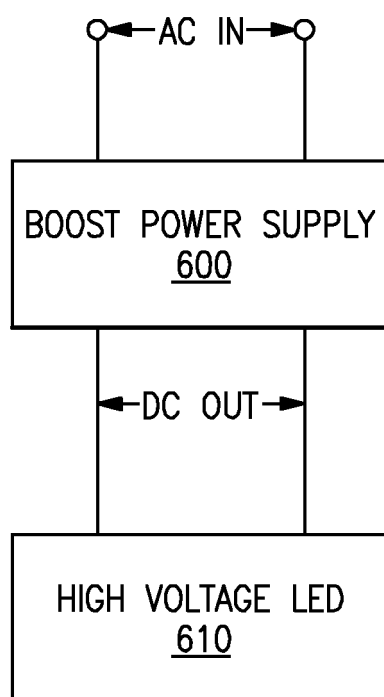 AC IN
BOOST POWER SUPPLY
600
DC OUT
HIGH VOLTAGE LED
610